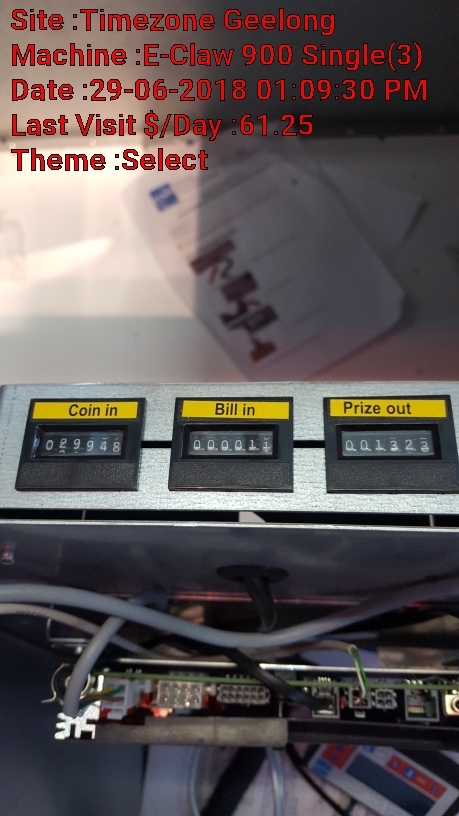 Site :Timezone Geelong
Machine :E-Claw 900 Single(3)
Date :29-06-2018 01:09:30 PM
Last Visit $/Day :61.25
Theme :Select
Coin in
Bill in
Prize out
029948
001323